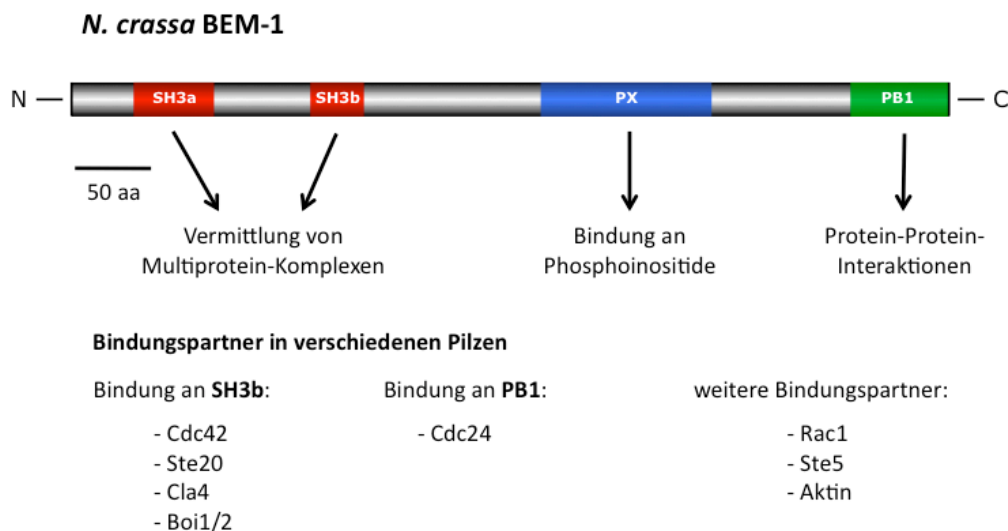 N. crassa BEM-1
N
SH3a
SH3b
PX
PB1
C
50 aa
Vermittlung von
Multiprotein-Komplexen
Bindung an
Phosphoinositide
Protein-Protein-
Interaktionen
Bindungspartner in verschiedenen Pilzen
Bindung an SH3b:
- Cdc42
- Ste20
- Cla4
- Boi1/2
Bindung an PB1:
- Cdc24
weitere Bindungspartner:
- Rac1
- Ste5
- Aktin